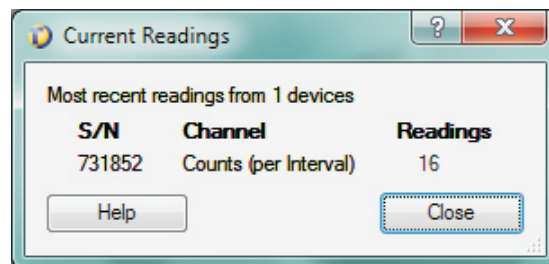 Current Readings
?
X
Most recent readings from 1 devices
S/N Channel Readings
731852 Counts (per Interval) 16
Help Close